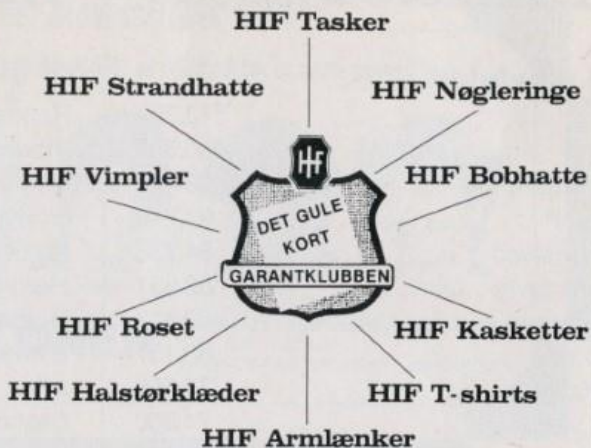 HIF Tasker
HIF Strandhatte
HIF Nøgleringe
HIF
HIF Vimpler
HIF Bobhatte
DET GULE
KORT
GARANTKLUBBEN
HIF Roset
HIF Kasketter
HIF Halstørklæder
HIF T-shirts
HIF Armlænker